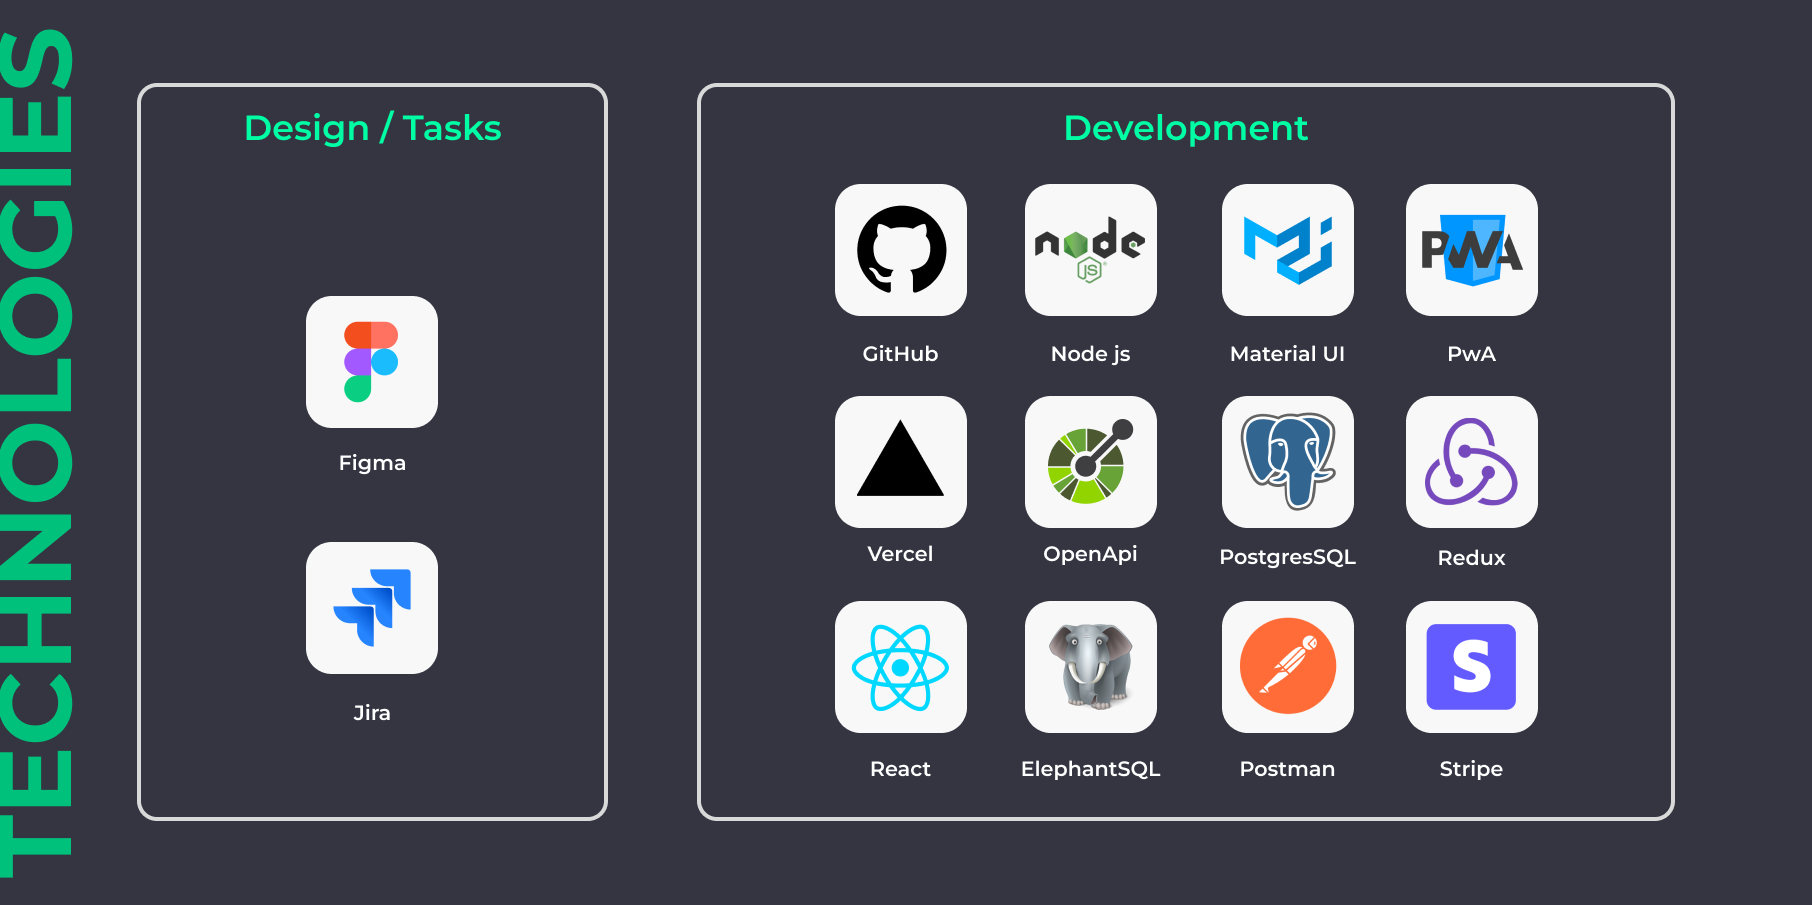 TECHNOLOGIES
Design / Tasks
Figma
Jira
Development
node
JS
PWA
GitHub
Node js
Material UI
PwA
Vercel
OpenApi
PostgresSQL
Redux
S
React
ElephantSQL
Postman
Stripe